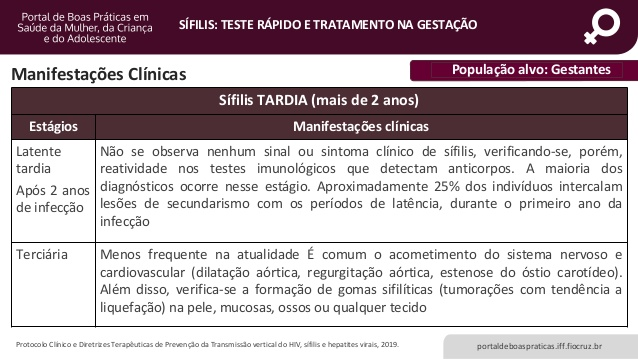 Portal de Boas Práticas em
Saúde da Mulher, da Criança
e do Adolescente
SÍFILIS: TESTE RÁPIDO E TRATAMENTO NA GESTAÇÃO
Manifestações Clínicas
População alvo: Gestantes
Sífilis TARDIA (mais de 2 anos)
Estágios
Manifestações clínicas
Latente
tardia
Após 2 anos
de infecção
Não se observa nenhum sinal ou sintoma clínico de sífilis, verificando-se, porém,
reatividade nos testes imunológicos que detectam anticorpos. A maioria dos
diagnósticos ocorre nesse estágio. Aproximadamente 25% dos indivíduos intercalam
lesões de secundarismo com os períodos de latência, durante o primeiro ano da
infecção
Terciária
Menos frequente na atualidade É comum o acometimento do sistema nervoso e
cardiovascular (dilatação aórtica, regurgitação aórtica, estenose do óstio carotídeo).
Além disso, verifica-se a formação de gomas sifilíticas (tumorações com tendência a
liquefação) na pele, mucosas, ossos ou qualquer tecido
Protocolo Clínico e Diretrizes Terapêuticas de Prevenção da Transmissão vertical do HIV, sífilis e hepatites virais, 2019.
portaldeboaspraticas.iff.fiocruz.br